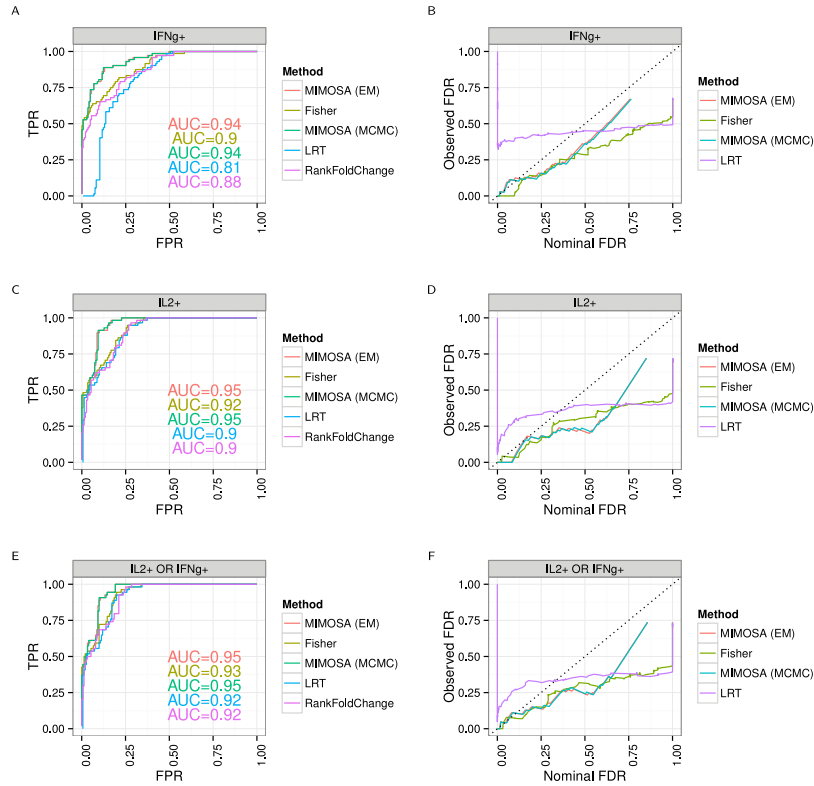 A
IFNg+
1.00
0.75
0.50
0.25
0.00
TPR
AUC=0.94
AUC=0.9
AUC=0.94
AUC=0.81
AUC=0.88
0.00
0.25
0.50
0.75
1.00
FPR
Method
MIMOSA (EM)
Fisher
MIMOSA (MCMC)
LRT
RankFoldChange
B
IFNg+
1.00
0.75
0.50
0.25
0.00
Observed FDR
0.00
0.25
0.50
0.75
1.00
Nominal FDR
Method
MIMOSA (EM)
Fisher
MIMOSA (MCMC)
LRT
C
IL2+
1.00
0.75
0.50
0.25
0.00
TPR
AUC=0.95
AUC=0.92
AUC=0.95
AUC=0.9
AUC=0.9
0.00
0.25
0.50
0.75
1.00
FPR
Method
MIMOSA (EM)
Fisher
MIMOSA (MCMC)
LRT
RankFoldChange
D
IL2+
1.00
0.75
0.50
0.25
0.00
Observed FDR
0.00
0.25
0.50
0.75
1.00
Nominal FDR
Method
MIMOSA (EM)
Fisher
MIMOSA (MCMC)
LRT
E
IL2+ OR IFNg+
1.00
0.75
0.50
0.25
0.00
TPR
AUC=0.95
AUC=0.93
AUC=0.95
AUC=0.92
AUC=0.92
0.00
0.25
0.50
0.75
1.00
FPR
Method
MIMOSA (EM)
Fisher
MIMOSA (MCMC)
LRT
RankFoldChange
F
IL2+ OR IFNg+
1.00
0.75
0.50
0.25
0.00
Observed FDR
0.00
0.25
0.50
0.75
1.00
Nominal FDR
Method
MIMOSA (EM)
Fisher
MIMOSA (MCMC)
LRT